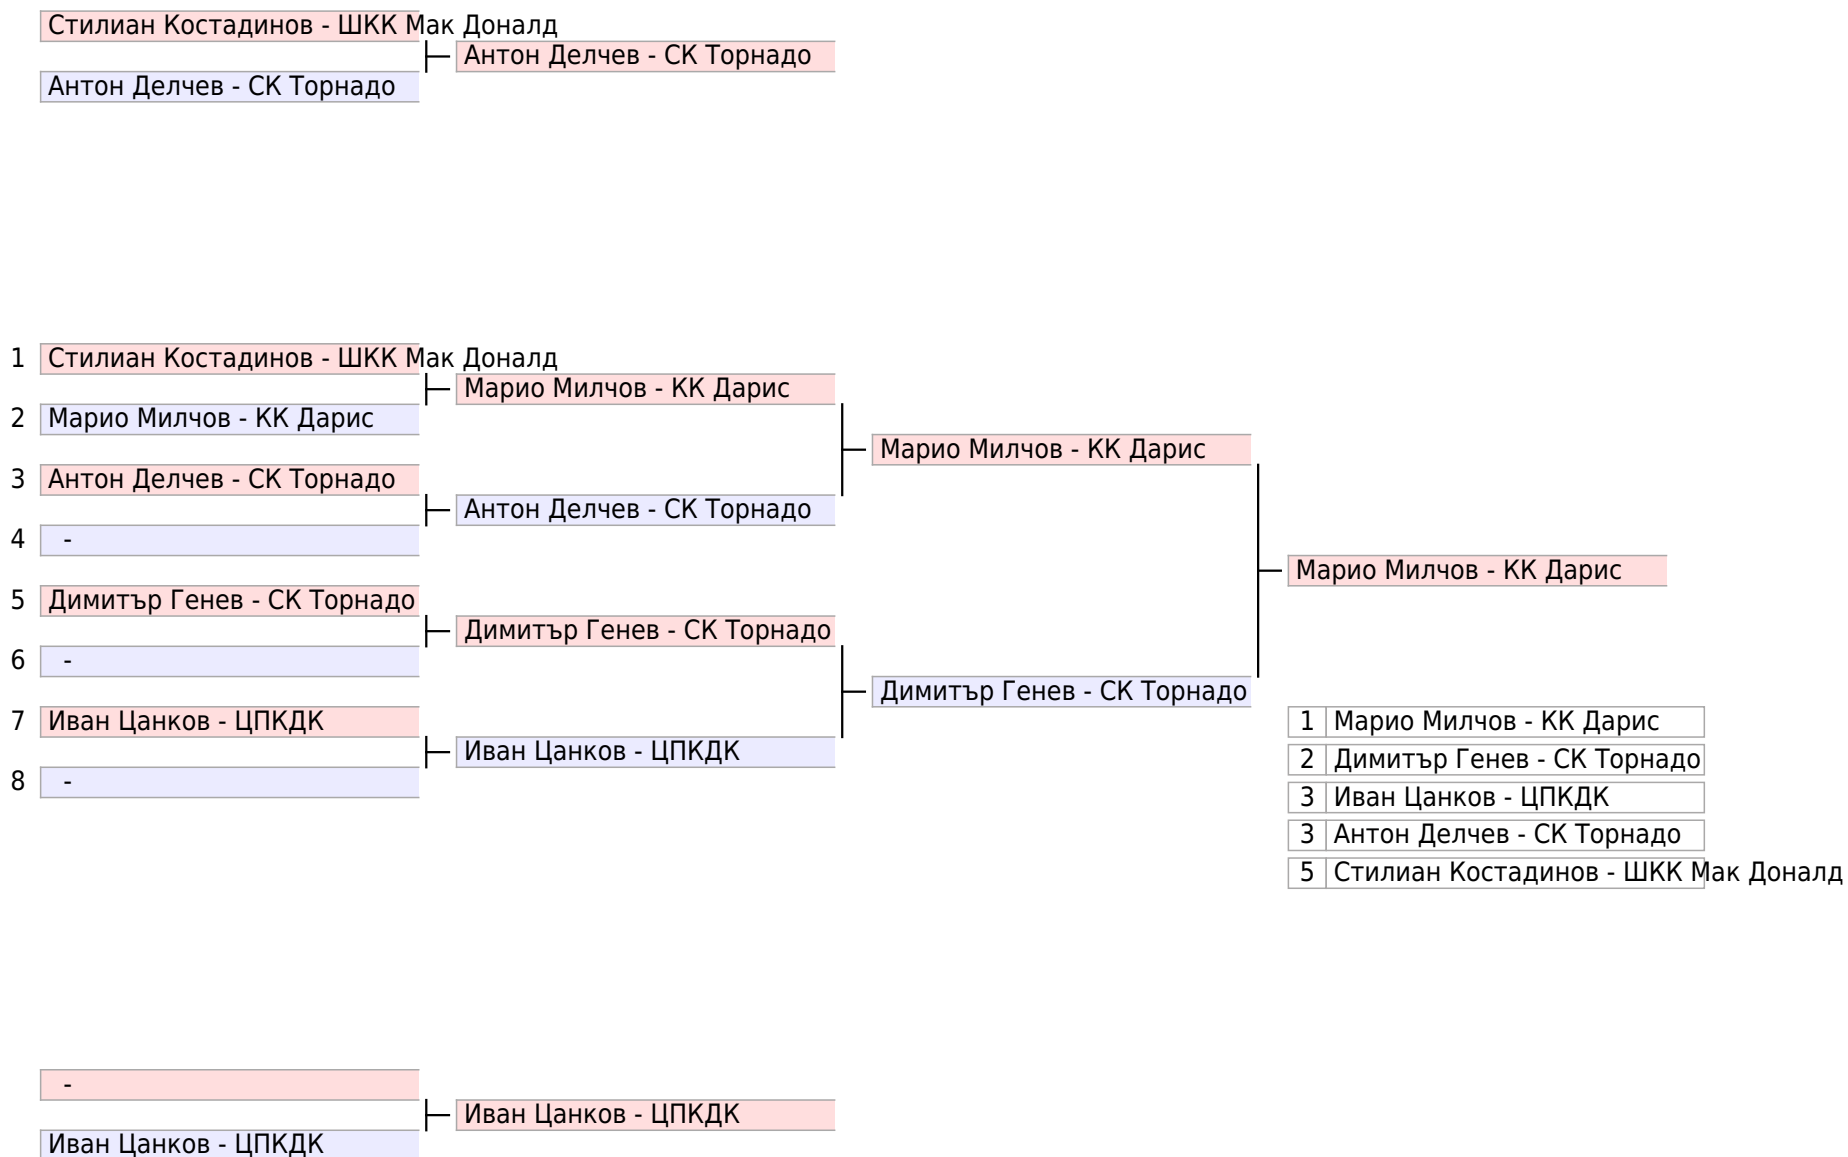 Стилиан Костадинов - ШКК Мак Доналд
Антон Делчев - СК Торнадо
Антон Делчев - СК Торнадо
1 Стилиан Костадинов - ШКК Мак Доналд
Марио Милчов - КК Дарис
2 Марио Милчов - КК Дарис
Марио Милчов - КК Дарис
3 Антон Делчев - СК Торнадо
Антон Делчев - СК Торнадо
4 -
Марио Милчов - КК Дарис
5 Димитър Генев - СК Торнадо
Димитър Генев - СК Торнадо
6 -
Димитър Генев - СК Торнадо
7 Иван Цанков - ЦПКДК
Иван Цанков - ЦПКДК
8 -
1 Марио Милчов - КК Дарис
2 Димитър Генев - СК Торнадо
3 Иван Цанков - ЦПКДК
3 Антон Делчев - СК Торнадо
5 Стилиан Костадинов - ШКК Мак Доналд
-
Иван Цанков - ЦПКДК
Иван Цанков - ЦПКДК